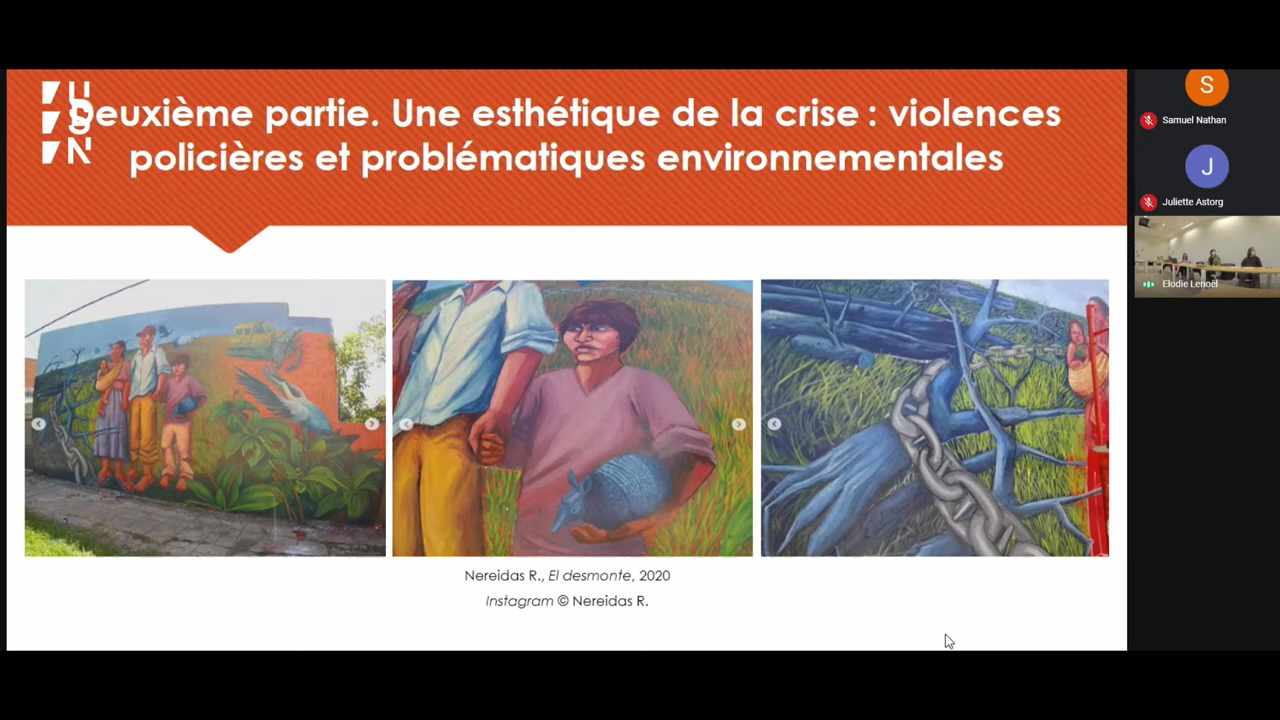 U
S
N
Deuxième partie. Une esthétique de la crise : violences
policières et problématiques environnementales
Nereidas R., El desmonte, 2020
Instagram © Nereidas R.
S
Samuel Nathan
J
Juliette Astorg
Elodie Lenoël